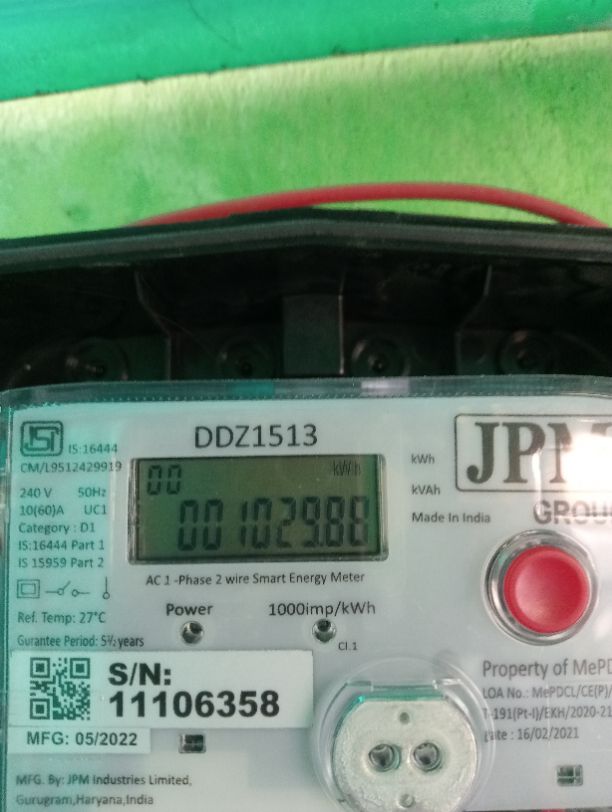 DDZ1513
IS:16444
CM/L9512429919
240 V 50Hz
10(60)A UC1
Category : D1
IS:16444 Part 1
IS 15959 Part 2
Ref. Temp: 27°C
Gurantee Period: 5½ years
00 kWh
001029.88
kWh
kVAh
Made In India
JPM
GROUP
AC 1 -Phase 2 wire Smart Energy Meter
Power 1000imp/kWh
Cl.1
S/N:
11106358
MFG: 05/2022
MFG. By: JPM Industries Limited,
Gurugram,Haryana,India
Property of MePD
LOA No.: MePDCL/CE(P)/
T-191(Pt-I)/EKH/2020-21
: 16/02/2021